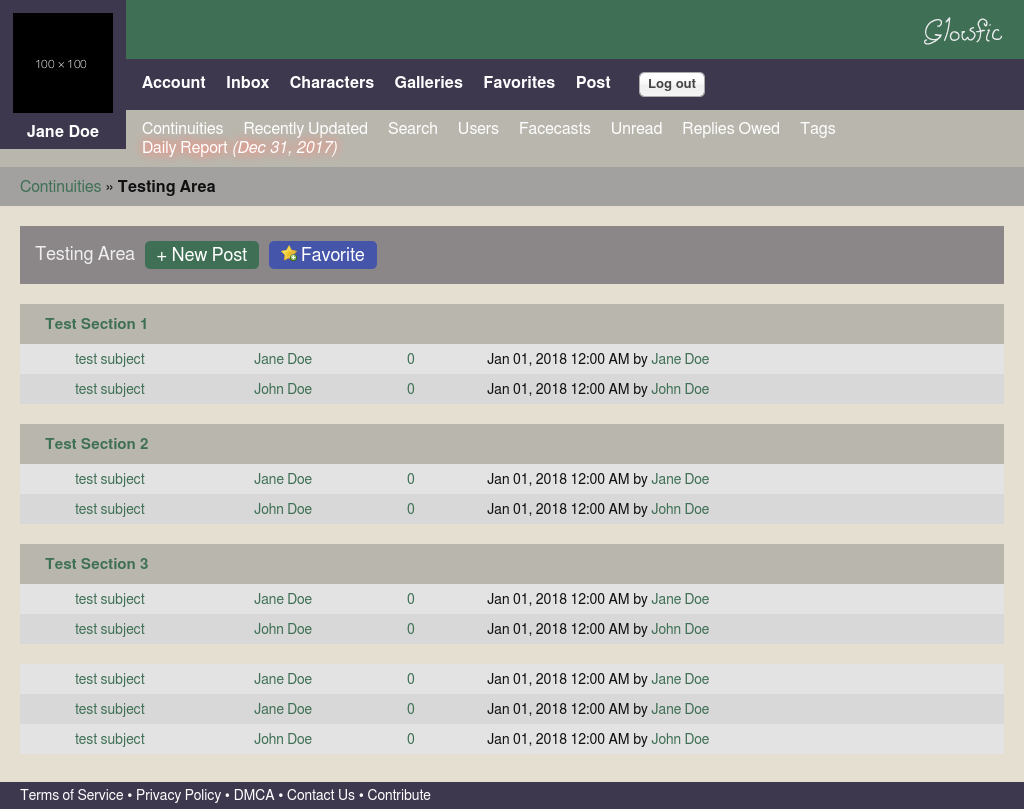 Glowfic
100 × 100
Jane Doe
Account Inbox Characters Galleries Favorites Post Log out
Continuities Recently Updated Search Users Facecasts Unread Replies Owed Tags
Daily Report (Dec 31, 2017)
Continuities » Testing Area
Testing Area + New Post Favorite
Test Section 1
test subject Jane Doe 0 Jan 01, 2018 12:00 AM by Jane Doe
test subject John Doe 0 Jan 01, 2018 12:00 AM by John Doe
Test Section 2
test subject Jane Doe 0 Jan 01, 2018 12:00 AM by Jane Doe
test subject John Doe 0 Jan 01, 2018 12:00 AM by John Doe
Test Section 3
test subject Jane Doe 0 Jan 01, 2018 12:00 AM by Jane Doe
test subject John Doe 0 Jan 01, 2018 12:00 AM by John Doe
test subject Jane Doe 0 Jan 01, 2018 12:00 AM by Jane Doe
test subject Jane Doe 0 Jan 01, 2018 12:00 AM by Jane Doe
test subject John Doe 0 Jan 01, 2018 12:00 AM by John Doe
Terms of Service • Privacy Policy • DMCA • Contact Us • Contribute